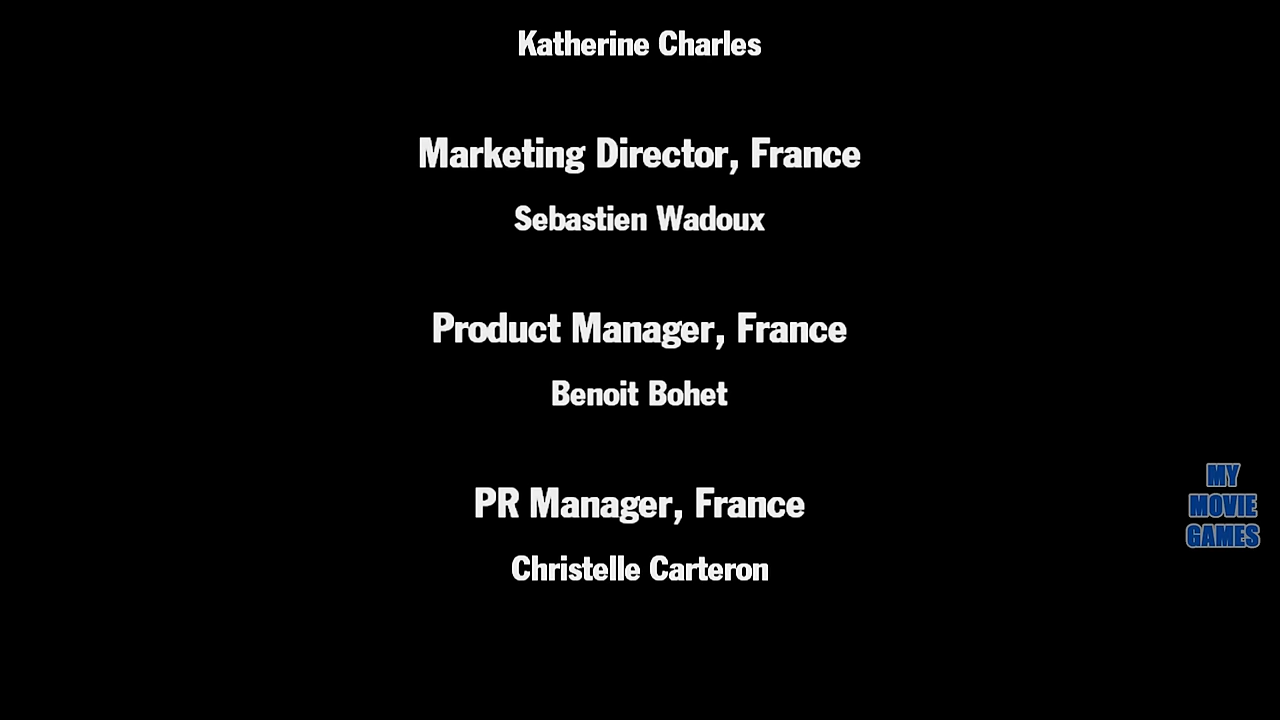 Katherine Charles
Marketing Director, France
Sebastien Wadoux
Product Manager, France
Benoit Bohet
PR Manager, France
Christelle Carteron
MY
MOVIE
GAMES